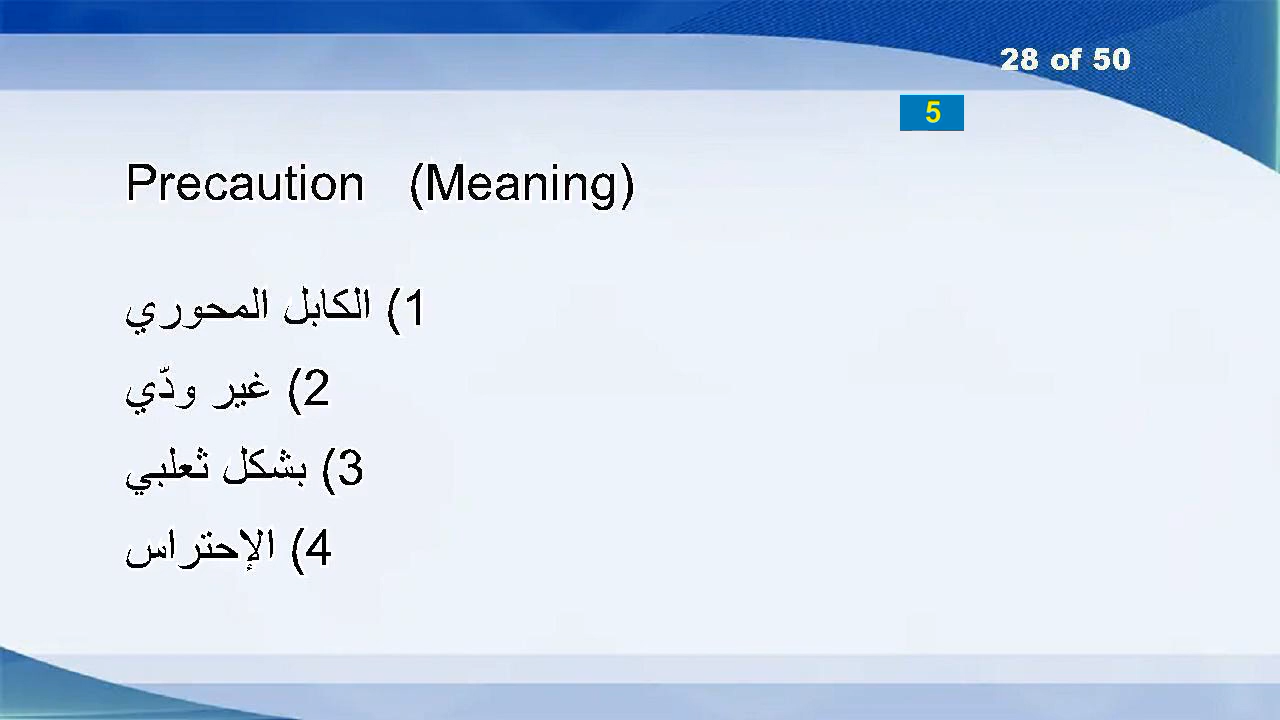 28 of 50
5
Precaution (Meaning)
1) الكابل المحوري
2) غير ودّي
3) بشكل ثعلبي
4) الإحتراس